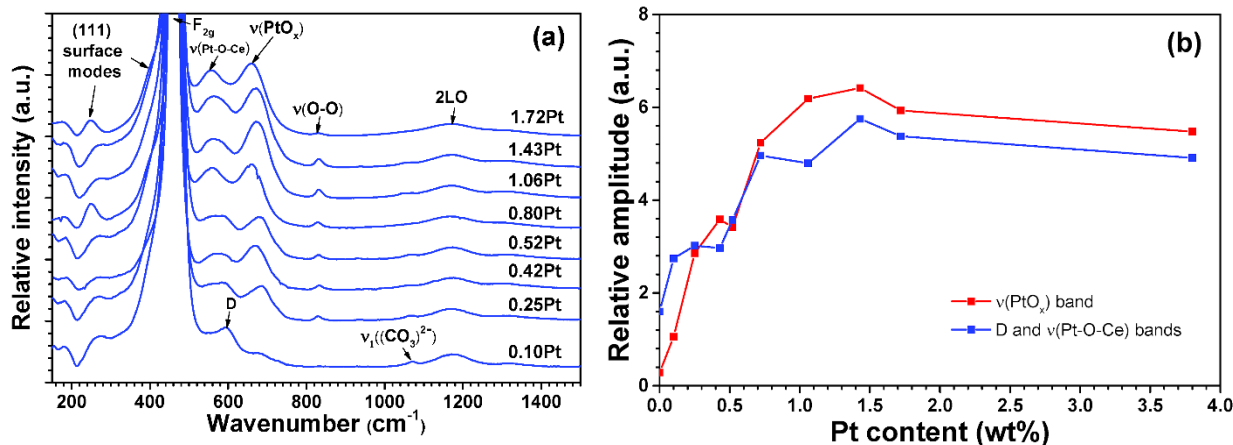 (111)
surface
modes
F2g
ν(Pt-O-Ce)
ν(PtOx)
(a)
ν(O-O)
2LO
1.72Pt
1.43Pt
1.06Pt
0.80Pt
0.52Pt
0.42Pt
0.25Pt
D
ν1((CO3)2-)
0.10Pt
Relative intensity (a.u.)
200 400 600 800 1000 1200 1400
Wavenumber (cm-1)
(b)
8
6
4
2
0
Relative amplitude (a.u.)
ν(PtOx) band
D and ν(Pt-O-Ce) bands
0.0 0.5 1.0 1.5 2.0 2.5 3.0 3.5 4.0
Pt content (wt%)